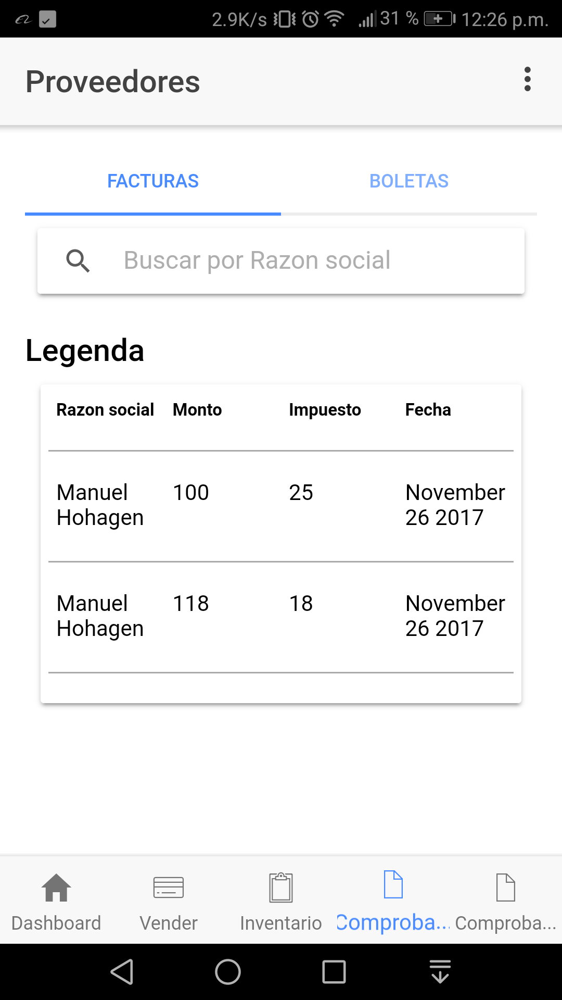 2.9K/s 31 % 12:26 p.m.
Proveedores
FACTURAS BOLETAS
Buscar por Razon social
Legenda
Razon social Monto Impuesto Fecha
Manuel Hohagen 100 25 November 26 2017
Manuel Hohagen 118 18 November 26 2017
Dashboard Vender Inventario Comproba... Comproba...